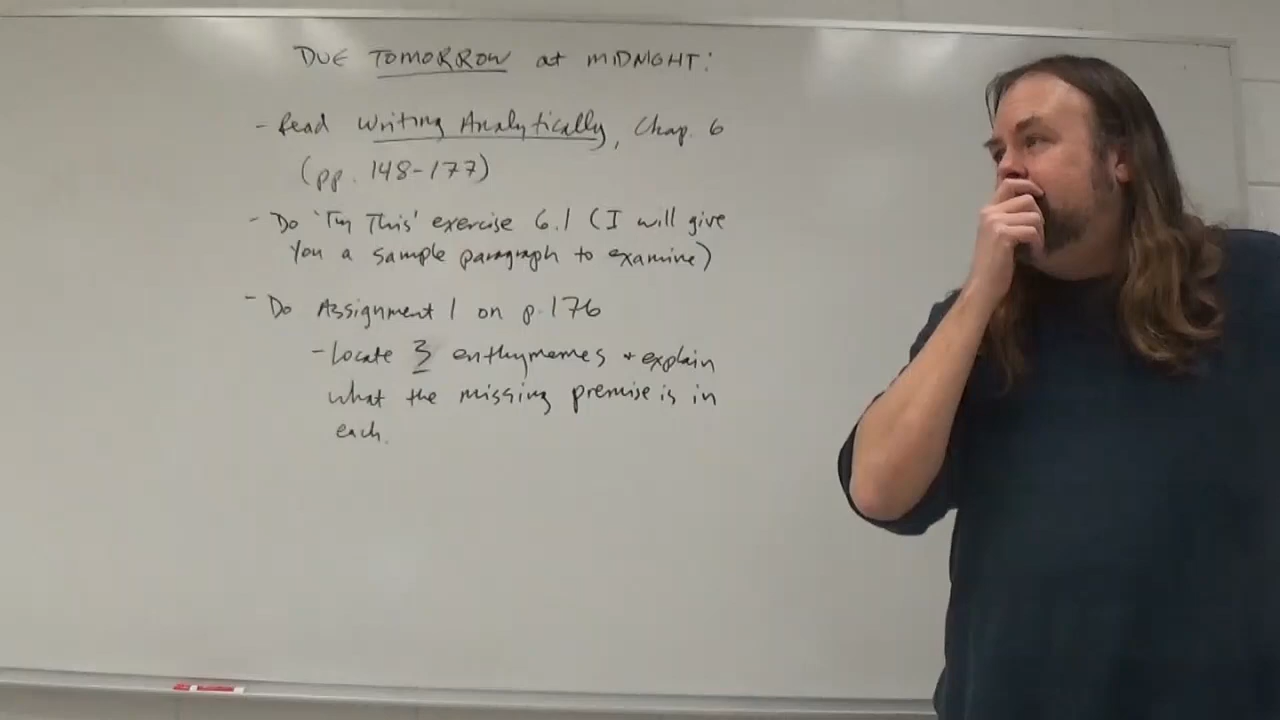 DUE TOMORROW at MIDNIGHT:
- Read Writing Analytically, Chap. 6
(pp. 148-177)
- Do 'Try This' exercise 6.1 (I will give
you a sample paragraph to examine)
- Do Assignment 1 on p.176
- Locate 3 enthymemes + explain
what the missing premise is in
each.